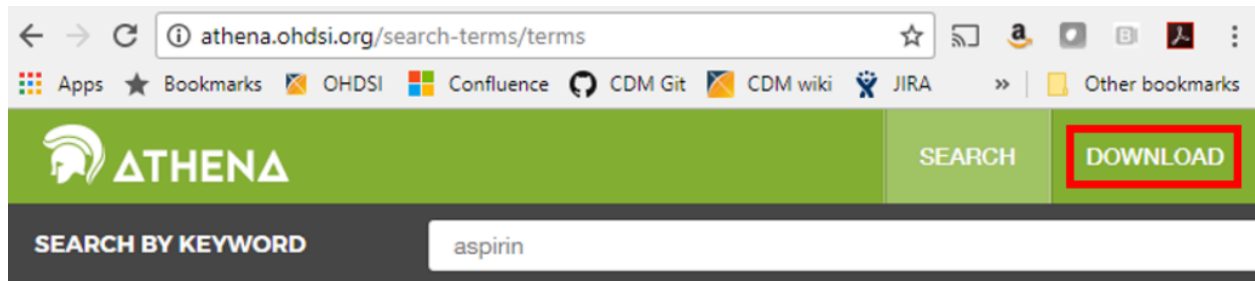 athena.ohdsi.org/search-terms/terms
Apps Bookmarks OHDSI Confluence CDM Git CDM wiki JIRA » Other bookmarks
ATHENA SEARCH DOWNLOAD
SEARCH BY KEYWORD aspirin